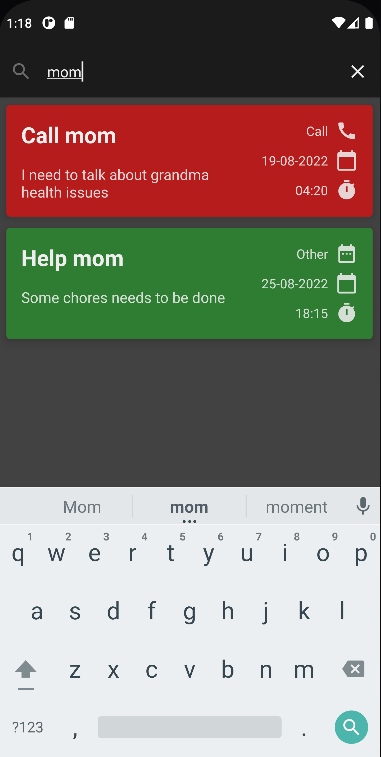 1:18
mom
Call mom
Call
19-08-2022
I need to talk about grandma
health issues
04:20
Help mom
Other
25-08-2022
Some chores needs to be done
18:15
Mom mom moment
1 2 3 4 5 6 7 8 9 0
q w e r t y u i o p
a s d f g h j k l
z x c v b n m
?123 , .